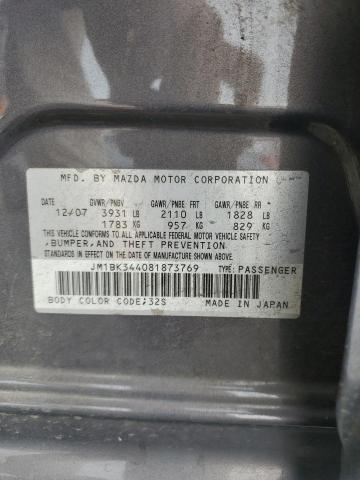 MFD. BY MAZDA MOTOR CORPORATION
GVWR/PNBV GAWR/PNBE FRT GAWR/PNBE RR
12/07 3931 LB 2110 LB 1828 LB
1783 KG 957 KG 829 KG
THIS VEHICLE CONFORMS TO ALL APPLICABLE FEDERAL MOTOR VEHICLE SAFETY
,BUMPER,AND THEFT PREVENTION
STANDARDS IN EFFECT ON THE DATE OF MANUFACTURE SHOWN ABOVE.
JM1BK344081873769 TYPE:PASSENGER
BODY COLOR CODE;32S MADE IN JAPAN